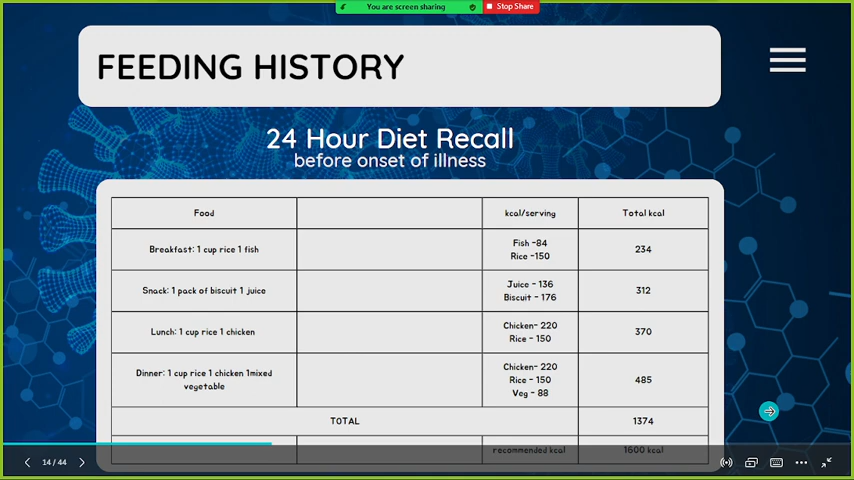 You are screen sharing
Stop Share
FEEDING HISTORY
24 Hour Diet Recall
before onset of illness
Food
kcal/serving
Total kcal
Breakfast: 1 cup rice 1 fish
Fish -84
Rice -150
234
Snack: 1 pack of biscuit 1 juice
Juice - 136
Biscuit - 176
312
Lunch: 1 cup rice 1 chicken
Chicken- 220
Rice - 150
370
Dinner: 1 cup rice 1 chicken 1mixed
vegetable
Chicken- 220
Rice - 150
Veg - 88
485
TOTAL
1374
recommended kcal
1600 kcal
14 / 44